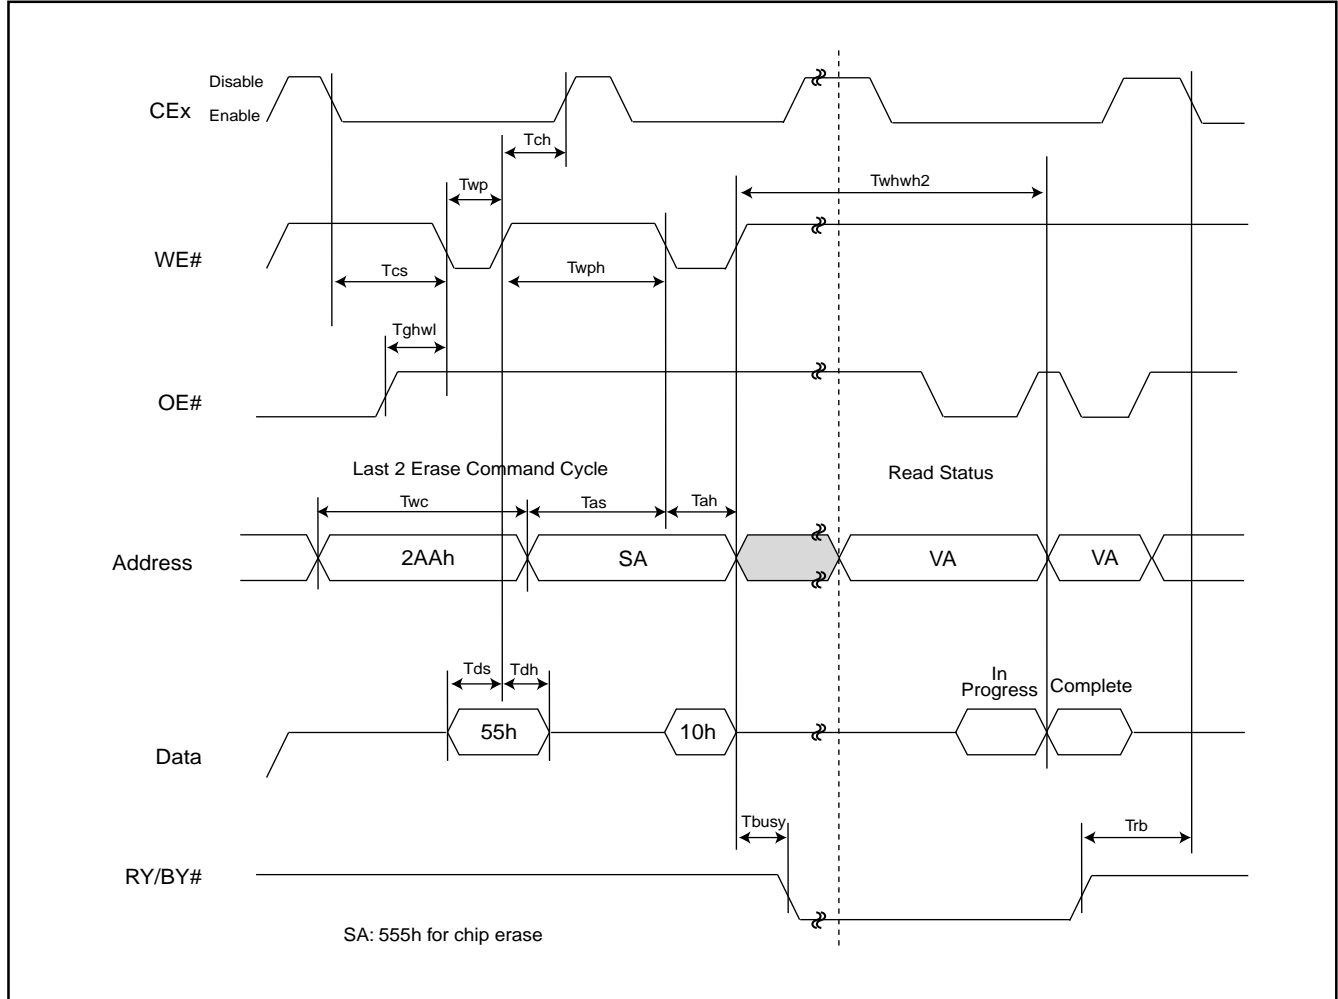 Disable
CEx
Enable
Tch
Twp
Twhwh2
WE#
Tcs
Twph
Tghwl
OE#
Last 2 Erase Command Cycle
Read Status
Twc
Tas
Tah
Address
2AAh
SA
VA
VA
Tds
Tdh
In
Progress
Complete
55h
10h
Data
Tbusy
Trb
RY/BY#
SA: 555h for chip erase